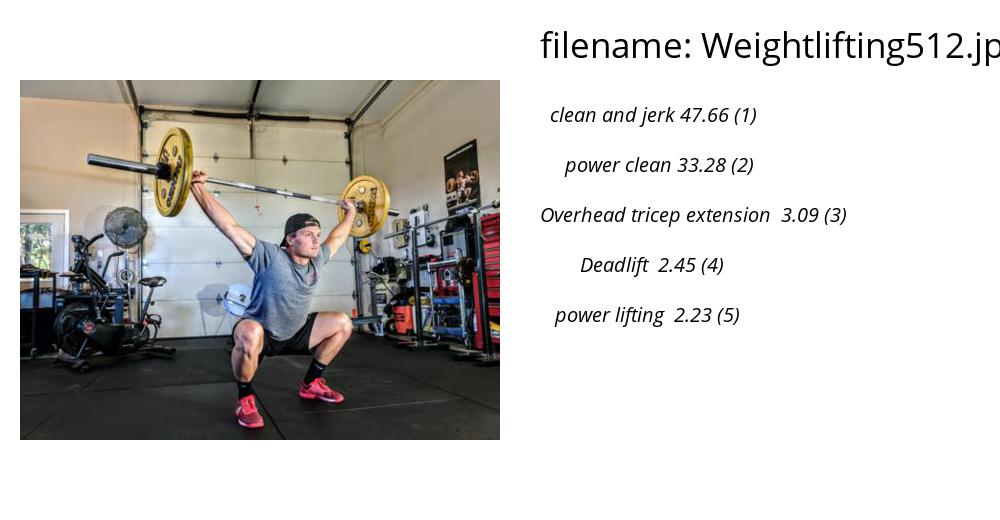 filename: Weightlifting512.jp
clean and jerk 47.66 (1)
power clean 33.28 (2)
Overhead tricep extension 3.09 (3)
Deadlift 2.45 (4)
power lifting 2.23 (5)